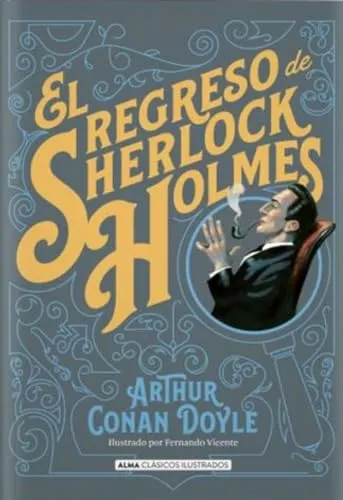 EL
REGRESO de
SHERLOCK
HOLMES
ARTHUR
CONAN DOYLE
Ilustrado por Fernando Vicente
ALMA CLÁSICOS ILUSTRADOS